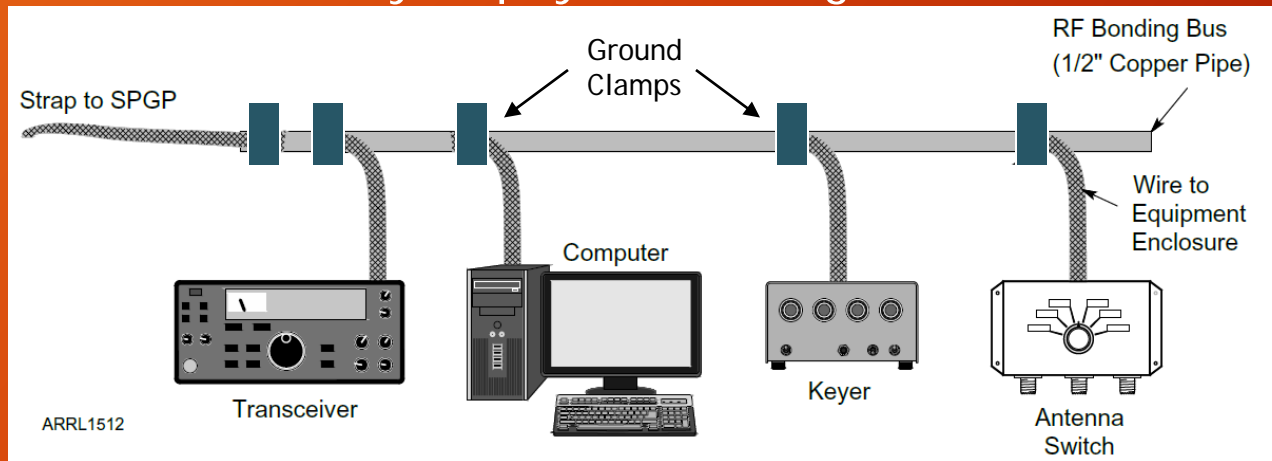 RF Bonding Bus
(1/2" Copper Pipe)
Ground
Clamps
Strap to SPGP
Wire to
Equipment
Enclosure
Computer
Transceiver
Keyer
Antenna
Switch
ARRL1512